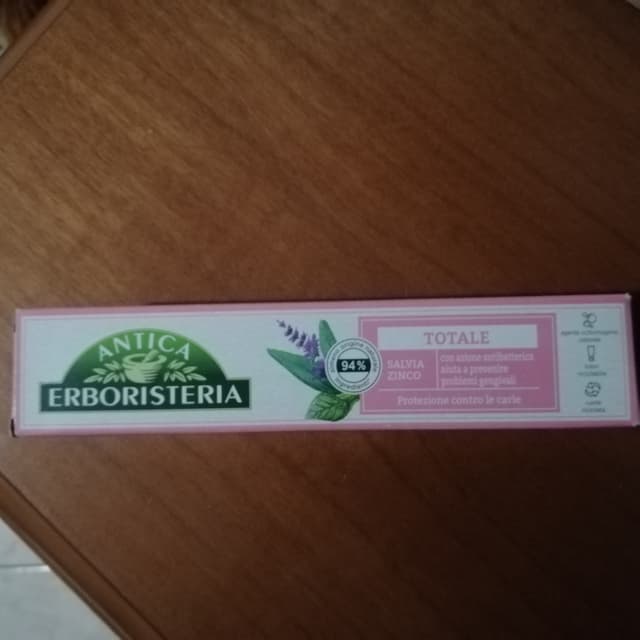 ANTICA
ERBORISTERIA
94%
TOTALE
SALVIA
ZINCO
con azione antibatterica
aiuta a prevenire
problemi gengivali
Protezione contro le carie